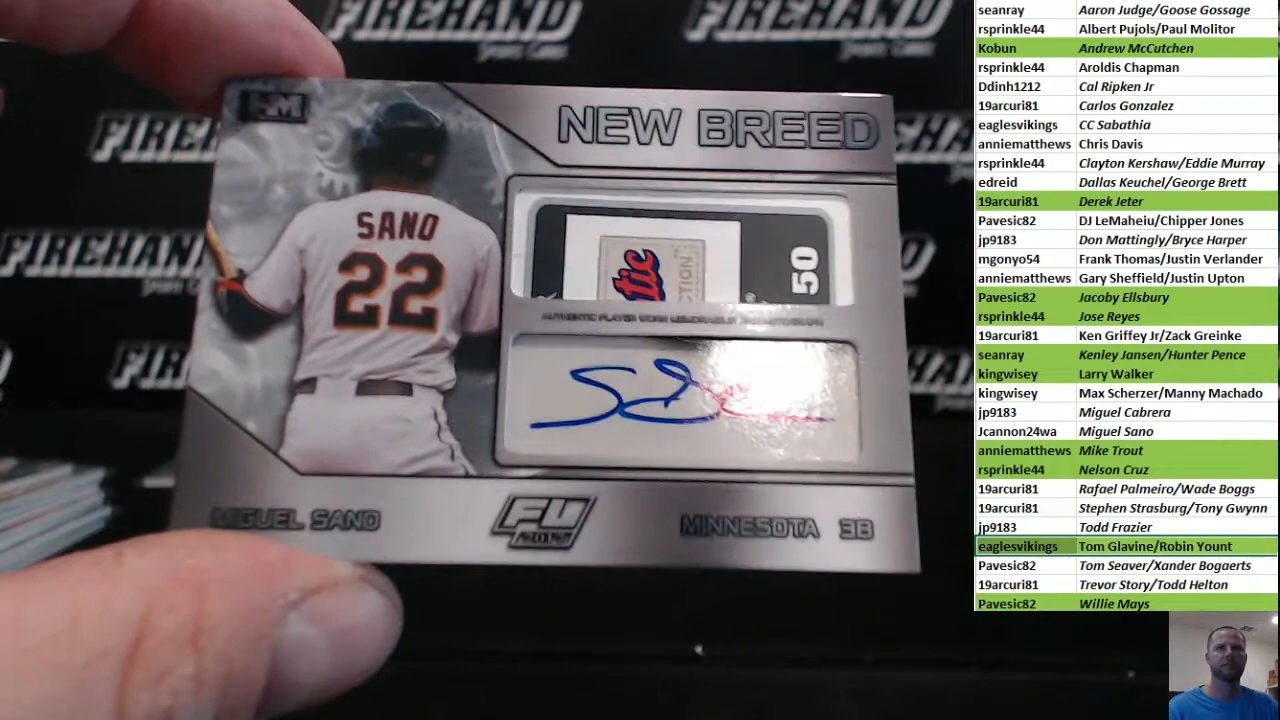 FIREHAND
FIREHAND
NEW BREED
SANO
22
tic
50
MIGUEL SANO
FU
MINNESOTA 3B
seanray Aaron Judge/Goose Gossage
rsprinkle44 Albert Pujols/Paul Molitor
Kobun Andrew McCutchen
rsprinkle44 Aroldis Chapman
Ddinh1212 Cal Ripken Jr
19arcuri81 Carlos Gonzalez
eaglesvikings CC Sabathia
anniematthews Chris Davis
rsprinkle44 Clayton Kershaw/Eddie Murray
edreid Dallas Keuchel/George Brett
19arcuri81 Derek Jeter
Pavesic82 DJ LeMaheiu/Chipper Jones
jp9183 Don Mattingly/Bryce Harper
mgonyo54 Frank Thomas/Justin Verlander
anniematthews Gary Sheffield/Justin Upton
Pavesic82 Jacoby Ellsbury
rsprinkle44 Jose Reyes
19arcuri81 Ken Griffey Jr/Zack Greinke
seanray Kenley Jansen/Hunter Pence
kingwisey Larry Walker
kingwisey Max Scherzer/Manny Machado
jp9183 Miguel Cabrera
Jcannon24wa Miguel Sano
anniematthews Mike Trout
rsprinkle44 Nelson Cruz
19arcuri81 Rafael Palmeiro/Wade Boggs
19arcuri81 Stephen Strasburg/Tony Gwynn
jp9183 Todd Frazier
eaglesvikings Tom Glavine/Robin Yount
Pavesic82 Tom Seaver/Xander Bogaerts
19arcuri81 Trevor Story/Todd Helton
Pavesic82 Willie Mays